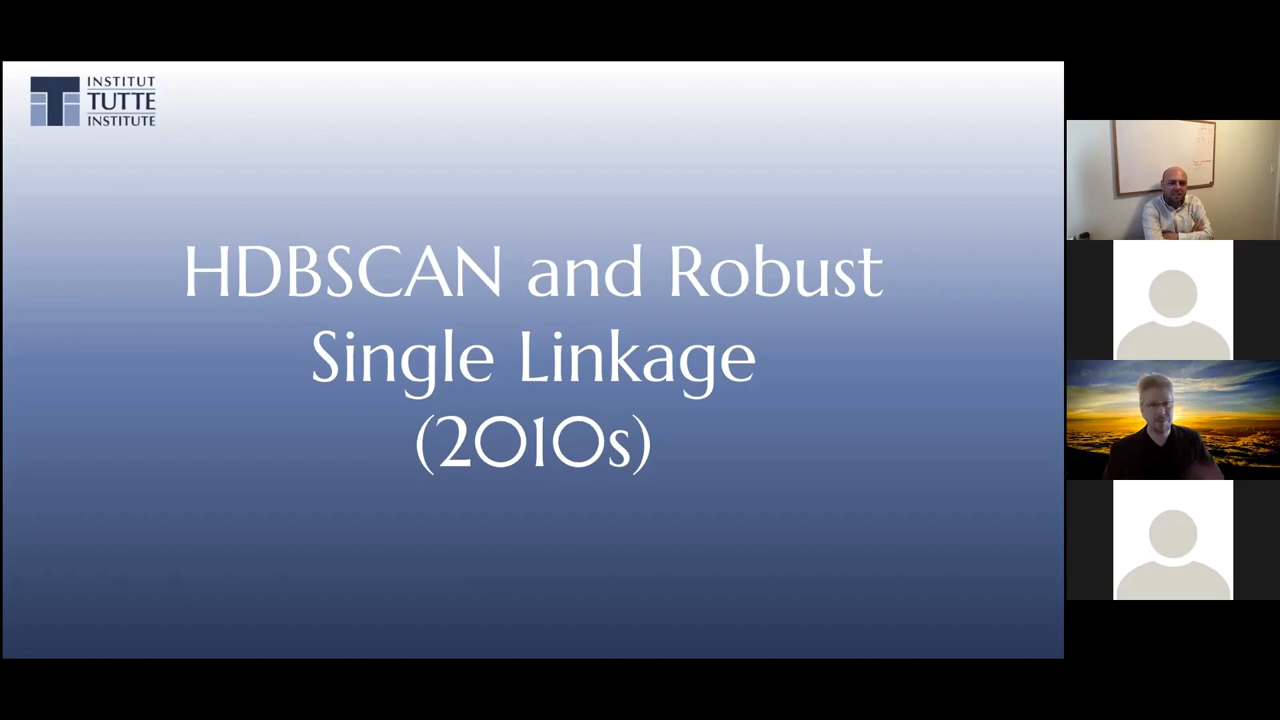 INSTITUT
TUTTE
INSTITUTE
HDBSCAN and Robust
Single Linkage
(2010s)